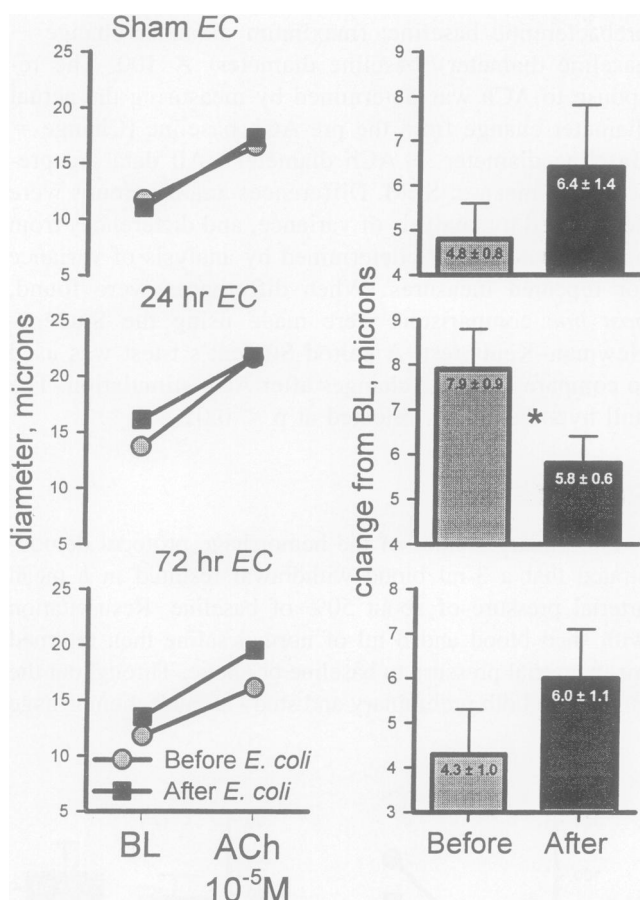 Sham EC
25
20
15
10
5
9
8
7
6
5
4
4.8 ± 0.8
6.4 ± 1.4
24 hr EC
diameter, microns
25
20
15
10
5
change from BL, microns
9
8
7
6
5
4
7.9 ± 0.9
*
5.8 ± 0.6
72 hr EC
25
20
15
10
5
Before E. coli
After E. coli
BL
ACh
10⁻⁵M
8
7
6
5
4
3
4.3 ± 1.0
6.0 ± 1.1
Before
After